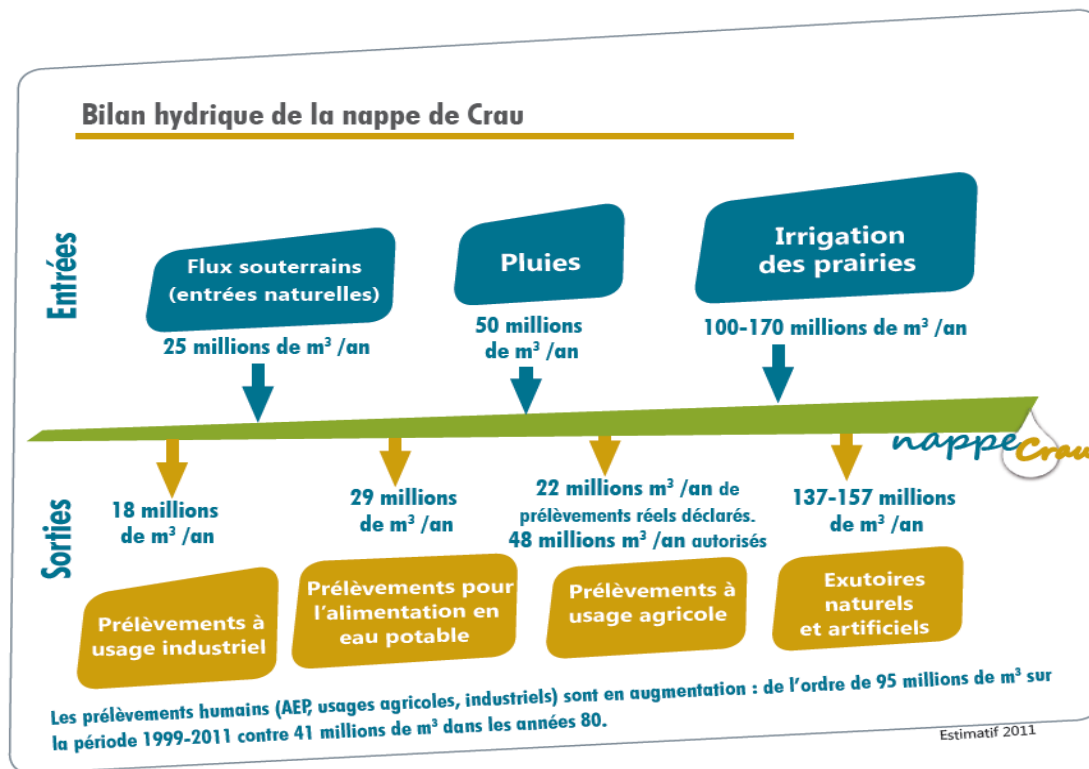 Bilan hydrique de la nappe de Crau
Entrées
Flux souterrains
(entrées naturelles)
25 millions de m³ /an
Pluies
50 millions
de m³ /an
Irrigation
des prairies
100-170 millions de m³ /an
nappe Crau
Sorties
18 millions
de m³ /an
Prélèvements à
usage industriel
29 millions
de m³ /an
Prélèvements pour
l'alimentation en
eau potable
22 millions m³ /an de
prélèvements réels déclarés.
48 millions m³ /an autorisés
Prélèvements à
usage agricole
137-157 millions
de m³ /an
Exutoires
naturels
et artificiels
Les prélèvements humains (AEP, usages agricoles, industriels) sont en augmentation : de l'ordre de 95 millions de m³ sur
la période 1999-2011 contre 41 millions de m³ dans les années 80.
Estimatif 2011